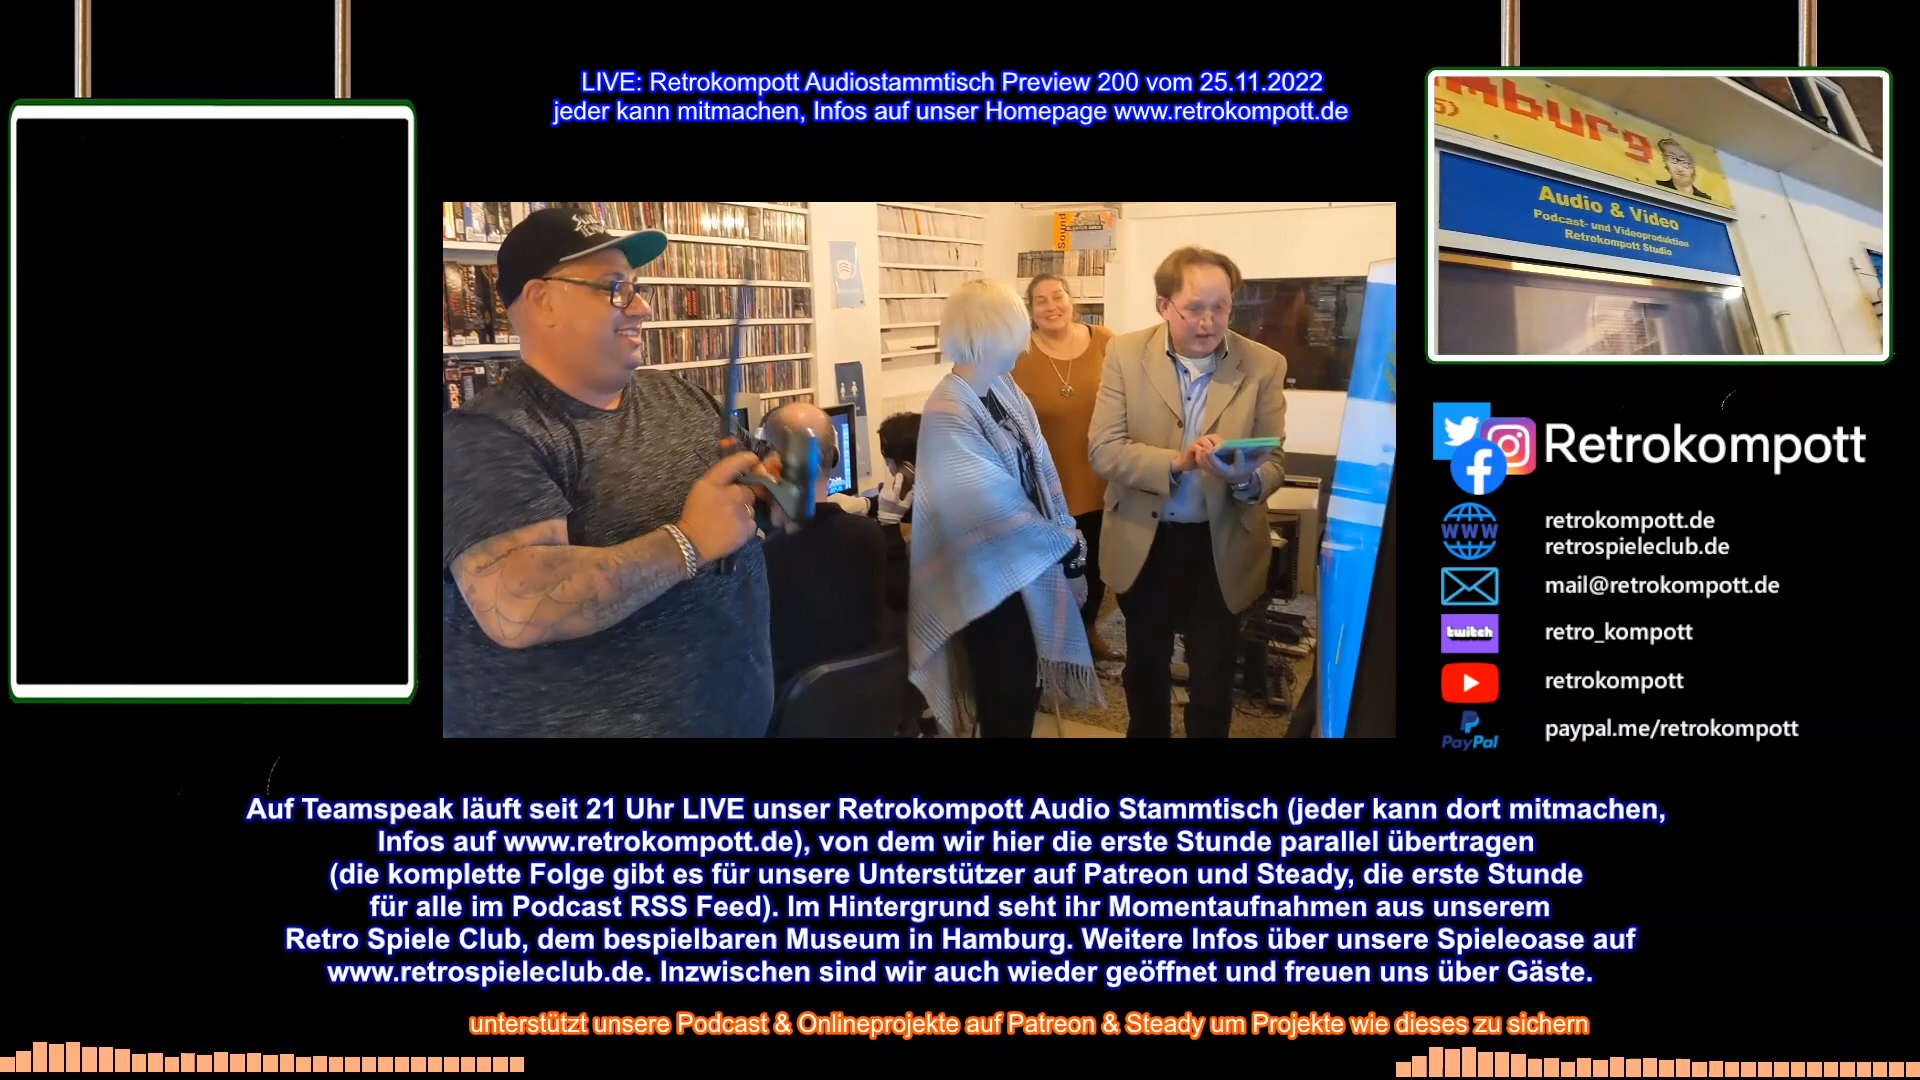 LIVE: Retrokompott Audiostammtisch Preview 200 vom 25.11.2022
jeder kann mitmachen, Infos auf unser Homepage www.retrokompott.de
mburg
5)
Audio & Video
Podcast- und Videoproduktion
Retrokompott Studio
Sound
Retrokompott
WWW
retrokompott.de
retrospieleclub.de
mail@retrokompott.de
twitch
retro_kompott
retrokompott
PayPal
paypal.me/retrokompott
Auf Teamspeak läuft seit 21 Uhr LIVE unser Retrokompott Audio Stammtisch (jeder kann dort mitmachen,
Infos auf www.retrokompott.de), von dem wir hier die erste Stunde parallel übertragen
(die komplette Folge gibt es für unsere Unterstützer auf Patreon und Steady, die erste Stunde
für alle im Podcast RSS Feed). Im Hintergrund seht ihr Momentaufnahmen aus unserem
Retro Spiele Club, dem bespielbaren Museum in Hamburg. Weitere Infos über unsere Spieleoase auf
www.retrospieleclub.de. Inzwischen sind wir auch wieder geöffnet und freuen uns über Gäste.
unterstützt unsere Podcast & Onlineprojekte auf Patreon & Steady um Projekte wie dieses zu sichern